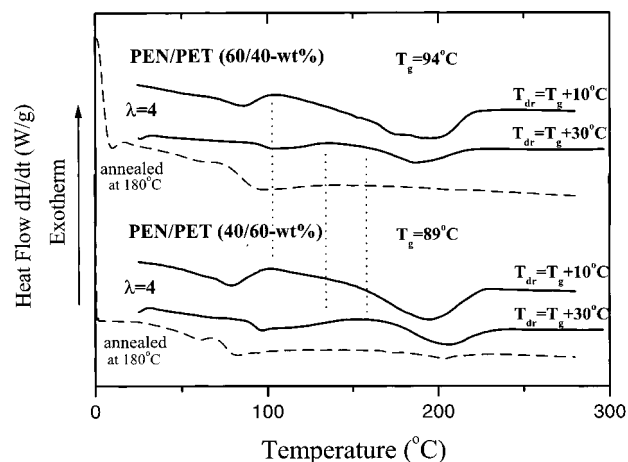 PEN/PET (60/40-wt%)
T_g=94°C
λ=4
T_dr=T_g+10°C
T_dr=T_g+30°C
annealed
at 180°C
PEN/PET (40/60-wt%)
T_g=89°C
λ=4
T_dr=T_g+10°C
T_dr=T_g+30°C
annealed
at 180°C
Heat Flow dH/dt (W/g)
Exotherm
0 100 200 300
Temperature (°C)